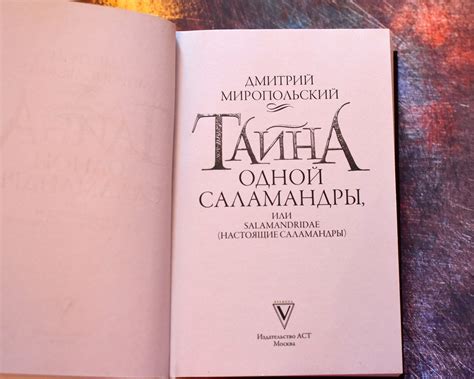 ДМИТРИЙ
МИРОПОЛЬСКИЙ
ТАЙНА
ОДНОЙ
САЛАМАНДРЫ,
ИЛИ
SALAMANDRIDAE
(НАСТОЯЩИЕ САЛАМАНДРЫ)
Издательство АСТ
Москва